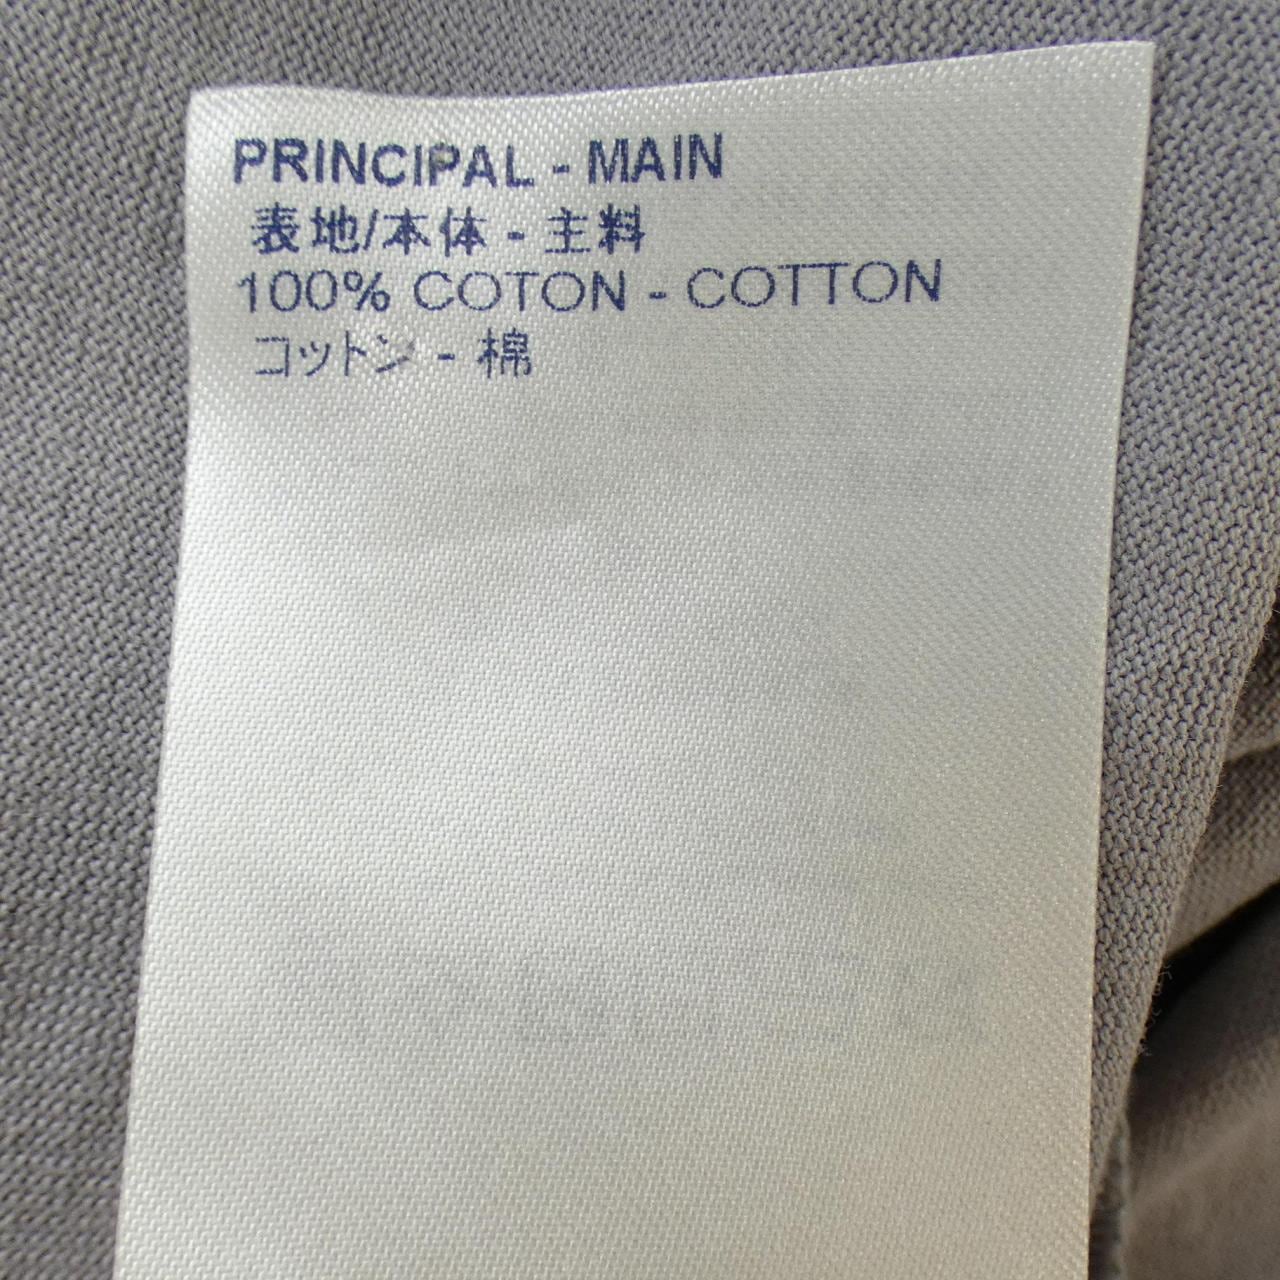 PRINCIPAL - MAIN
表地/本体 - 主料
100% COTON - COTTON
コットン - 棉